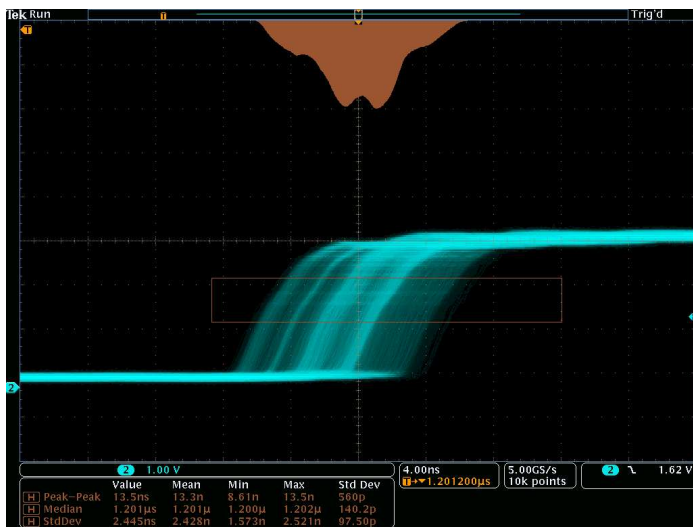 Tek Run Trig'd
T
T
2
2 1.00 V 4.00ns 5.00GS/s 2 1.62 V
T→▼1.201200µs 10k points
Value Mean Min Max Std Dev
H Peak-Peak 13.5ns 13.3n 8.61n 13.5n 560p
H Median 1.201µs 1.201µ 1.200µ 1.202µ 140.2p
H StdDev 2.445ns 2.428n 1.573n 2.521n 97.50p